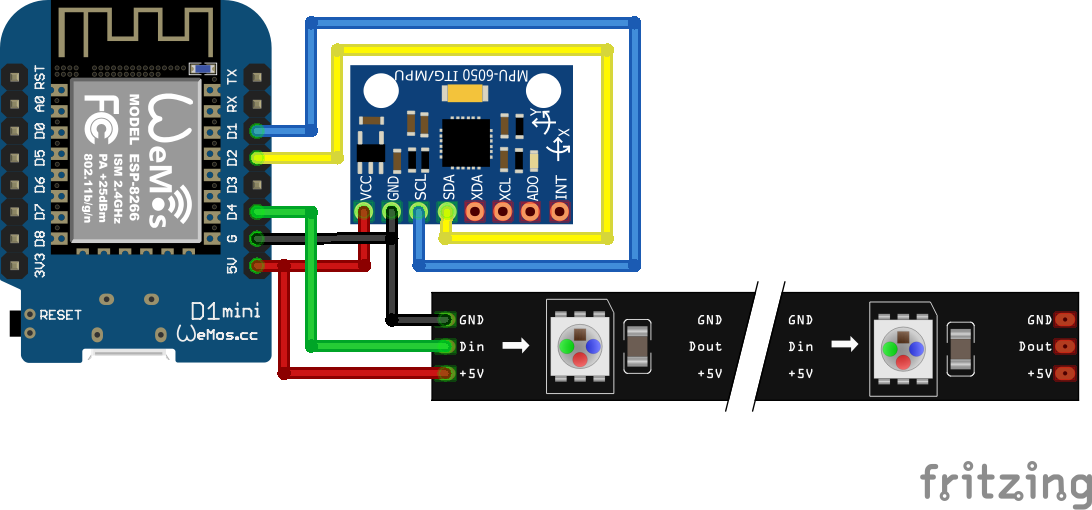 RST
A0
D0
D5
D6
D7
D8
3V3
TX
RX
D1
D2
D3
D4
G
5V
WeMos
MODEL ESP-8266
ISM 2.4GHz
PA +25dBm
802.11b/g/n
FC
RESET
D1mini
WeMos.cc
MPU-6050 ITG/MPU
Y
X
VCC
GND
SCL
SDA
XDA
XCL
ADO
INT
GND GND GND GND
Din Dout Din Dout
+5V +5V +5V +5V
fritzing